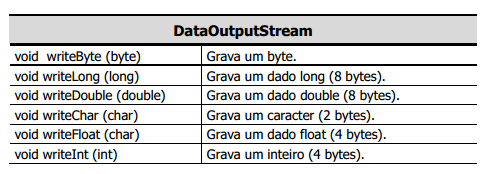 DataOutputStream
void writeByte (byte) Grava um byte.
void writeLong (long) Grava um dado long (8 bytes).
void writeDouble (double) Grava um dado double (8 bytes).
void writeChar (char) Grava um caracter (2 bytes).
void writeFloat (char) Grava um dado float (4 bytes).
void writeInt (int) Grava um inteiro (4 bytes).